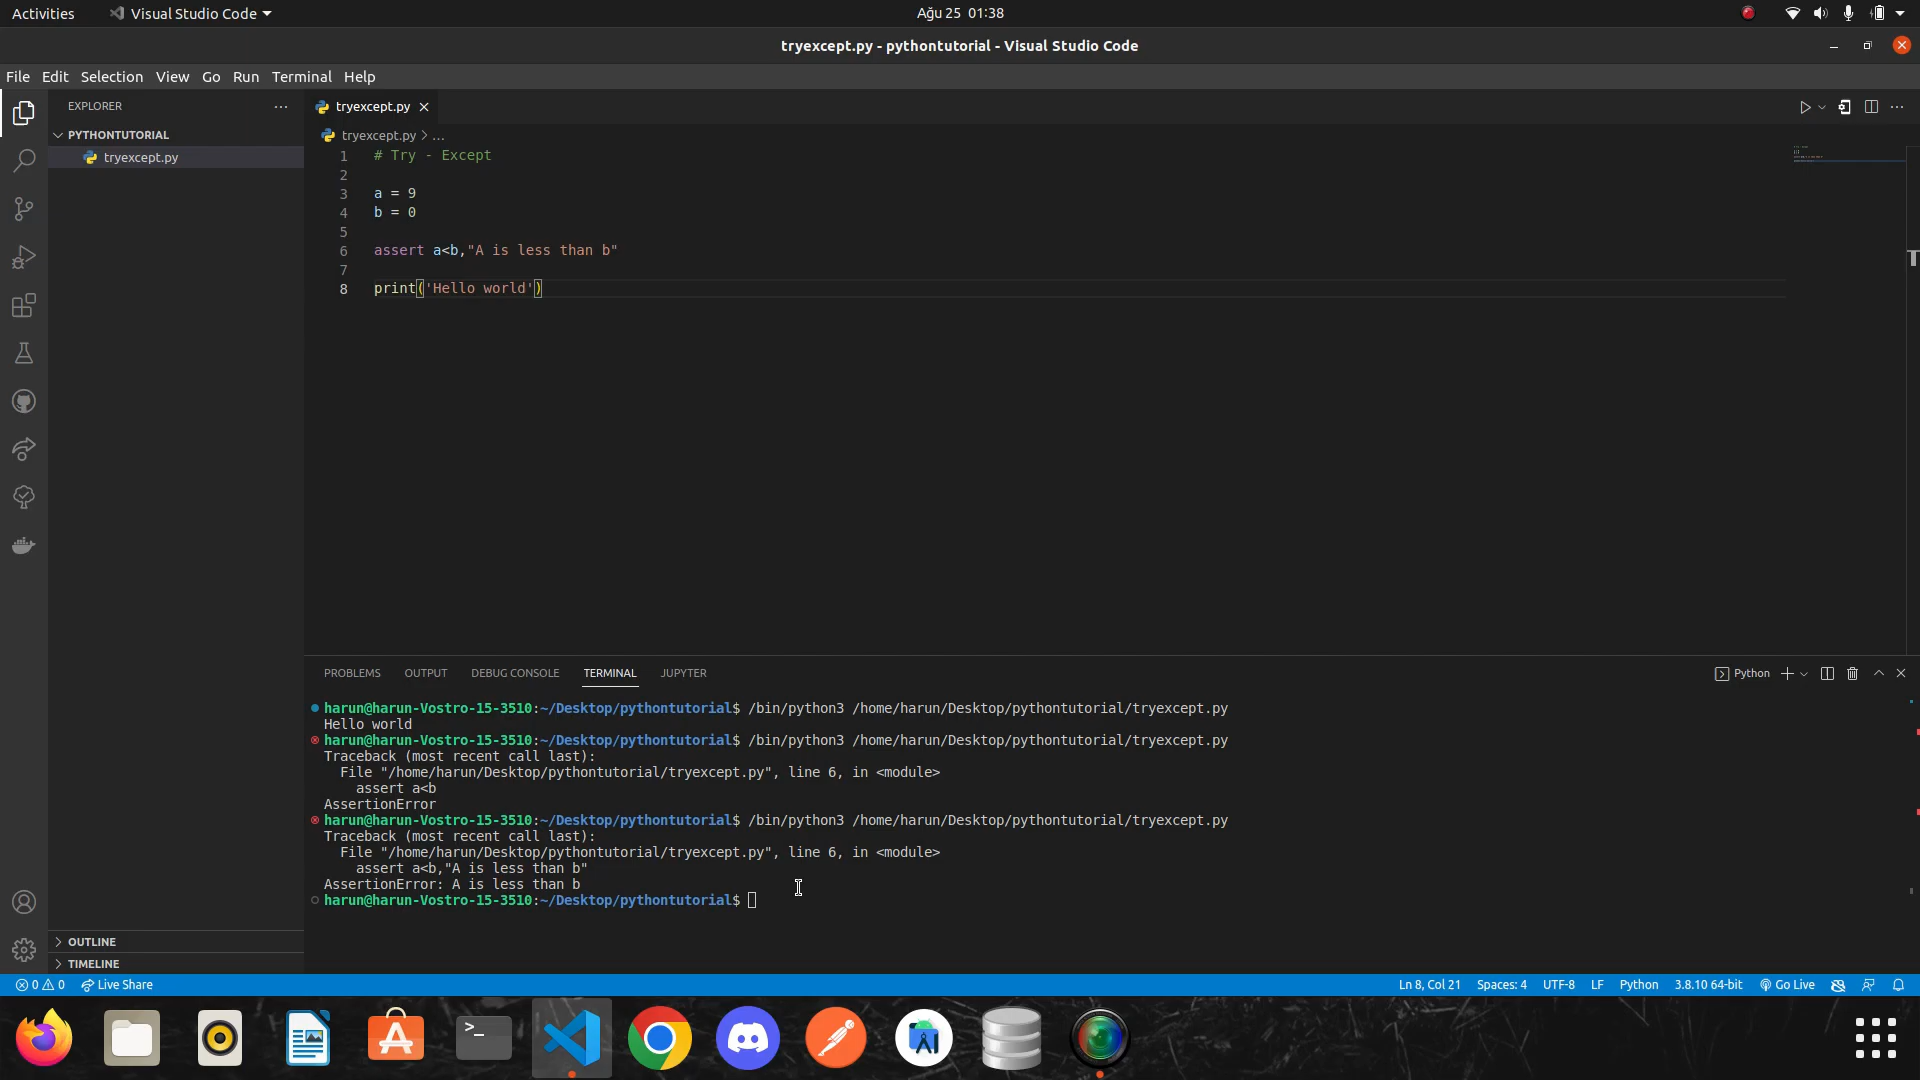 Activities
Visual Studio Code
Ağu 25 01:38
tryexcept.py - pythontutorial - Visual Studio Code
File Edit Selection View Go Run Terminal Help
EXPLORER
PYTHONTUTORIAL
tryexcept.py
OUTLINE
TIMELINE
tryexcept.py
tryexcept.py > ...
1 # Try - Except
2
3 a = 9
4 b = 0
5
6 assert a<b,"A is less than b"
7
8 print('Hello world')
PROBLEMS OUTPUT DEBUG CONSOLE TERMINAL JUPYTER
Python
harun@harun-Vostro-15-3510:~/Desktop/pythontutorial$ /bin/python3 /home/harun/Desktop/pythontutorial/tryexcept.py
Hello world
harun@harun-Vostro-15-3510:~/Desktop/pythontutorial$ /bin/python3 /home/harun/Desktop/pythontutorial/tryexcept.py
Traceback (most recent call last):
File "/home/harun/Desktop/pythontutorial/tryexcept.py", line 6, in <module>
assert a<b
AssertionError
harun@harun-Vostro-15-3510:~/Desktop/pythontutorial$ /bin/python3 /home/harun/Desktop/pythontutorial/tryexcept.py
Traceback (most recent call last):
File "/home/harun/Desktop/pythontutorial/tryexcept.py", line 6, in <module>
assert a<b,"A is less than b"
AssertionError: A is less than b
harun@harun-Vostro-15-3510:~/Desktop/pythontutorial$
0 0 Live Share
Ln 8, Col 21 Spaces: 4 UTF-8 LF Python 3.8.10 64-bit Go Live